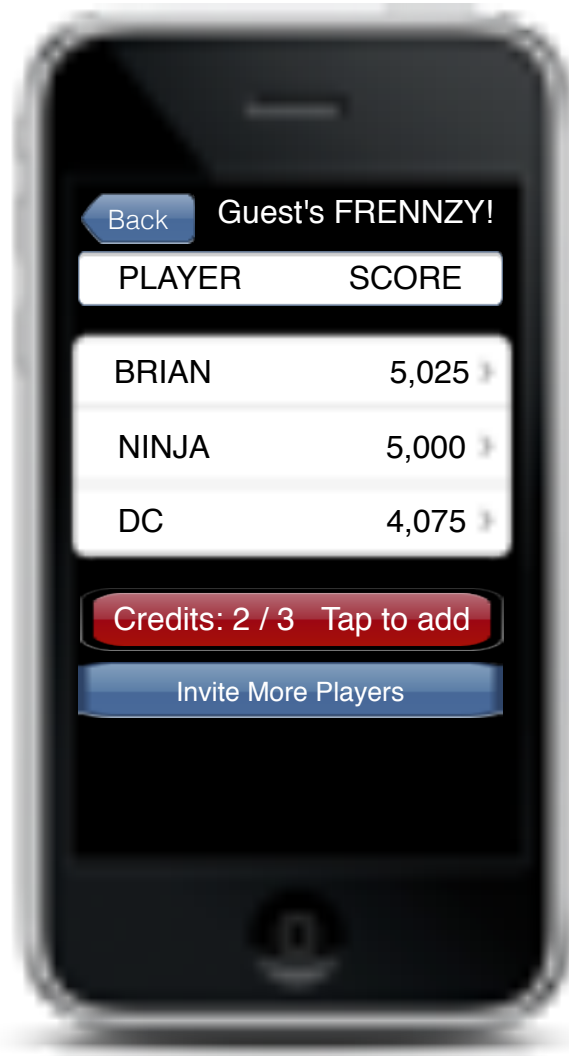 Back Guest's FRENNZY!
PLAYER SCORE
BRIAN 5,025
NINJA 5,000
DC 4,075
Credits: 2 / 3 Tap to add
Invite More Players